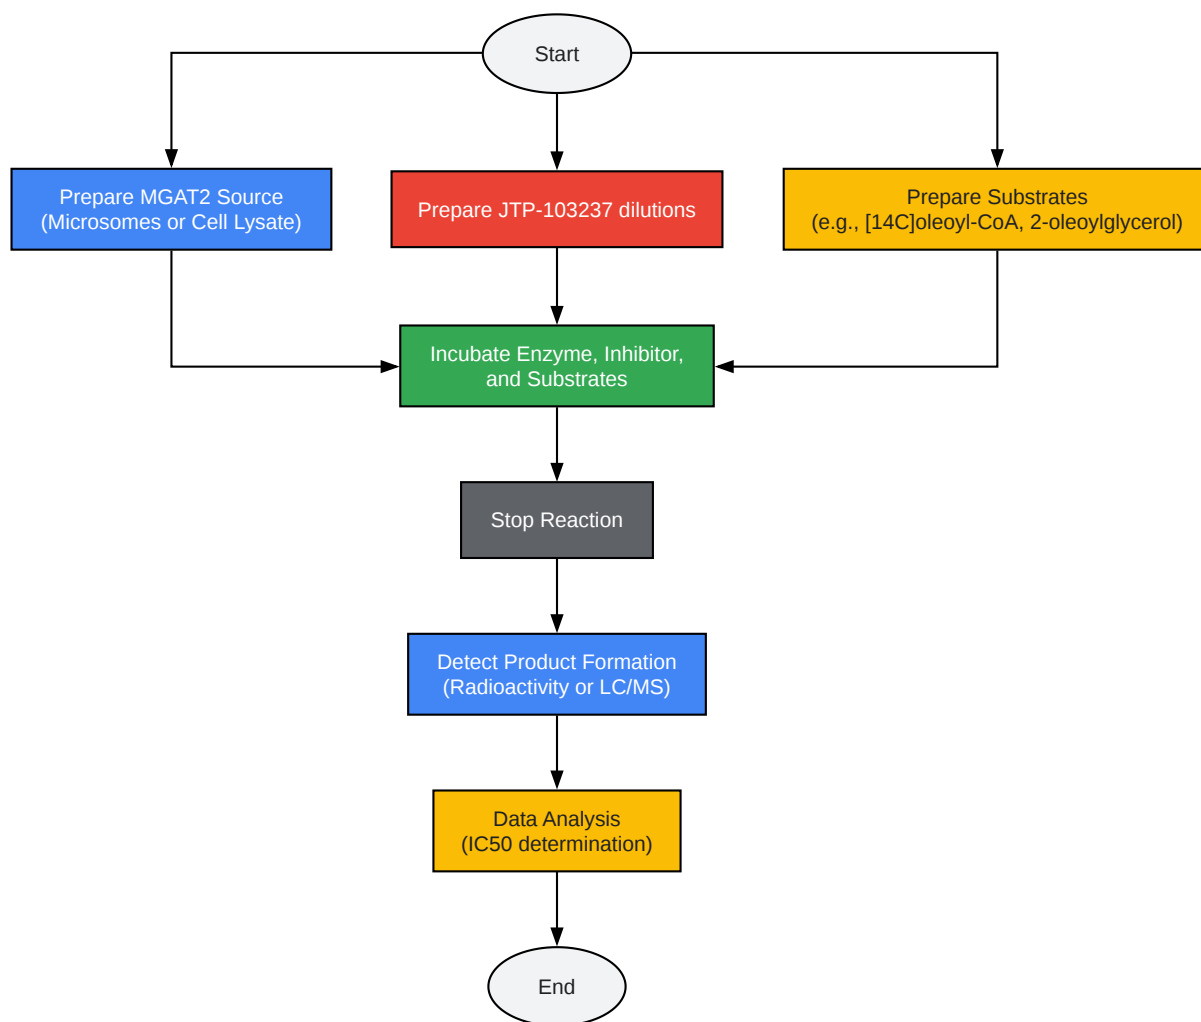 Start
Prepare MGAT2 Source
(Microsomes or Cell Lysate)
Prepare JTP-103237 dilutions
Prepare Substrates
(e.g., [14C]oleoyl-CoA, 2-oleoylglycerol)
Incubate Enzyme, Inhibitor,
and Substrates
Stop Reaction
Detect Product Formation
(Radioactivity or LC/MS)
Data Analysis
(IC50 determination)
End